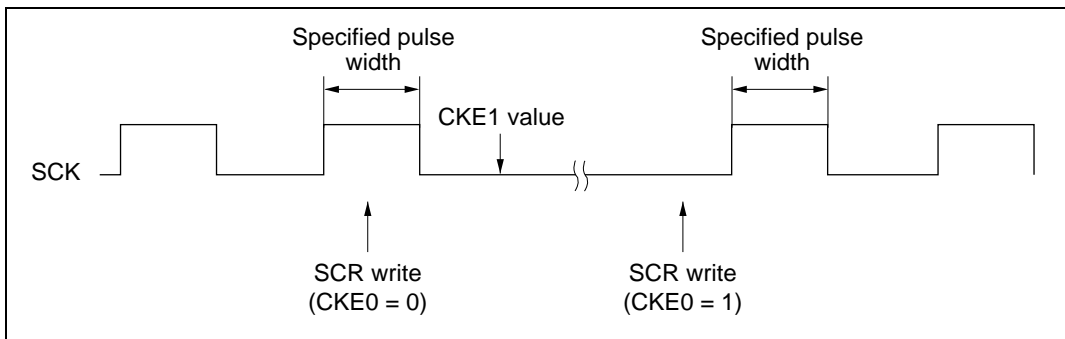 Specified pulse
width
Specified pulse
width
CKE1 value
SCK
SCR write
(CKE0 = 0)
SCR write
(CKE0 = 1)